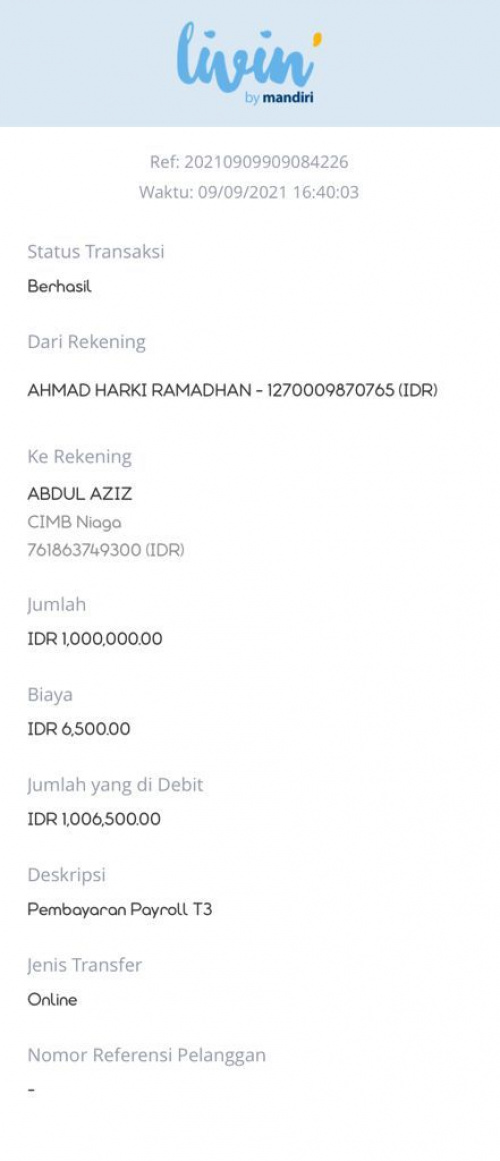 livin'
by mandiri
Ref: 20210909909084226
Waktu: 09/09/2021 16:40:03
Status Transaksi
Berhasil
Dari Rekening
AHMAD HARKI RAMADHAN - 1270009870765 (IDR)
Ke Rekening
ABDUL AZIZ
CIMB Niaga
761863749300 (IDR)
Jumlah
IDR 1,000,000.00
Biaya
IDR 6,500.00
Jumlah yang di Debit
IDR 1,006,500.00
Deskripsi
Pembayaran Payroll T3
Jenis Transfer
Online
Nomor Referensi Pelanggan
-